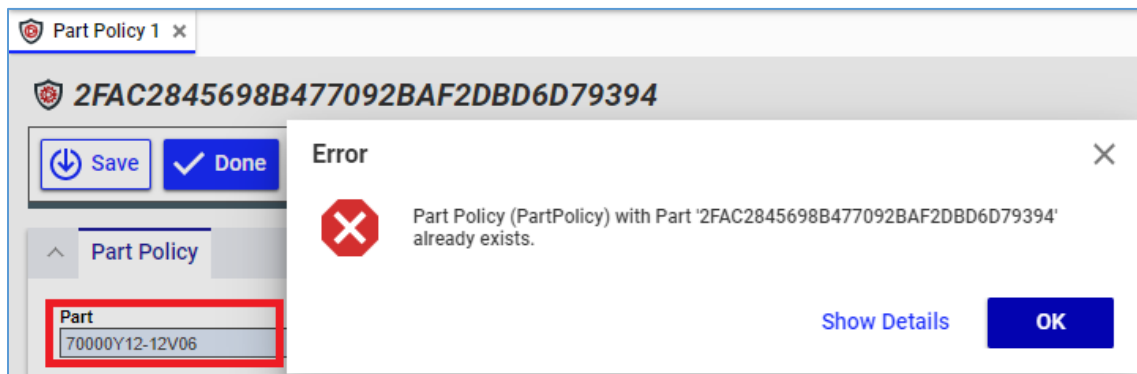 Part Policy 1 ×
2FAC2845698B477092BAF2DBD6D79394
Save Done
Error
Part Policy (PartPolicy) with Part '2FAC2845698B477092BAF2DBD6D79394'
already exists.
Show Details OK
Part Policy
Part
70000Y12-12V06